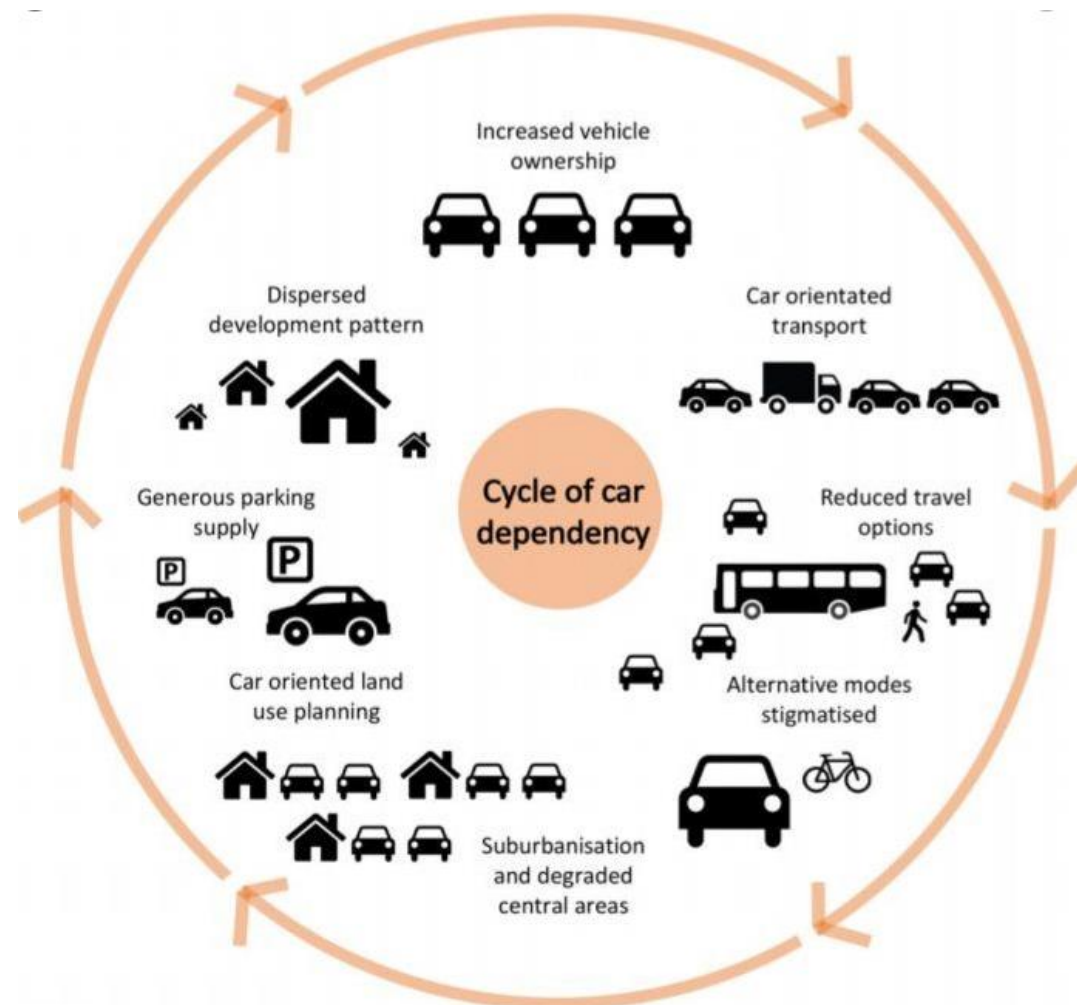 Increased vehicle
ownership
Car orientated
transport
Reduced travel
options
Alternative modes
stigmatised
Suburbanisation
and degraded
central areas
Car oriented land
use planning
Generous parking
supply
P
P
Dispersed
development pattern
Cycle of car
dependency